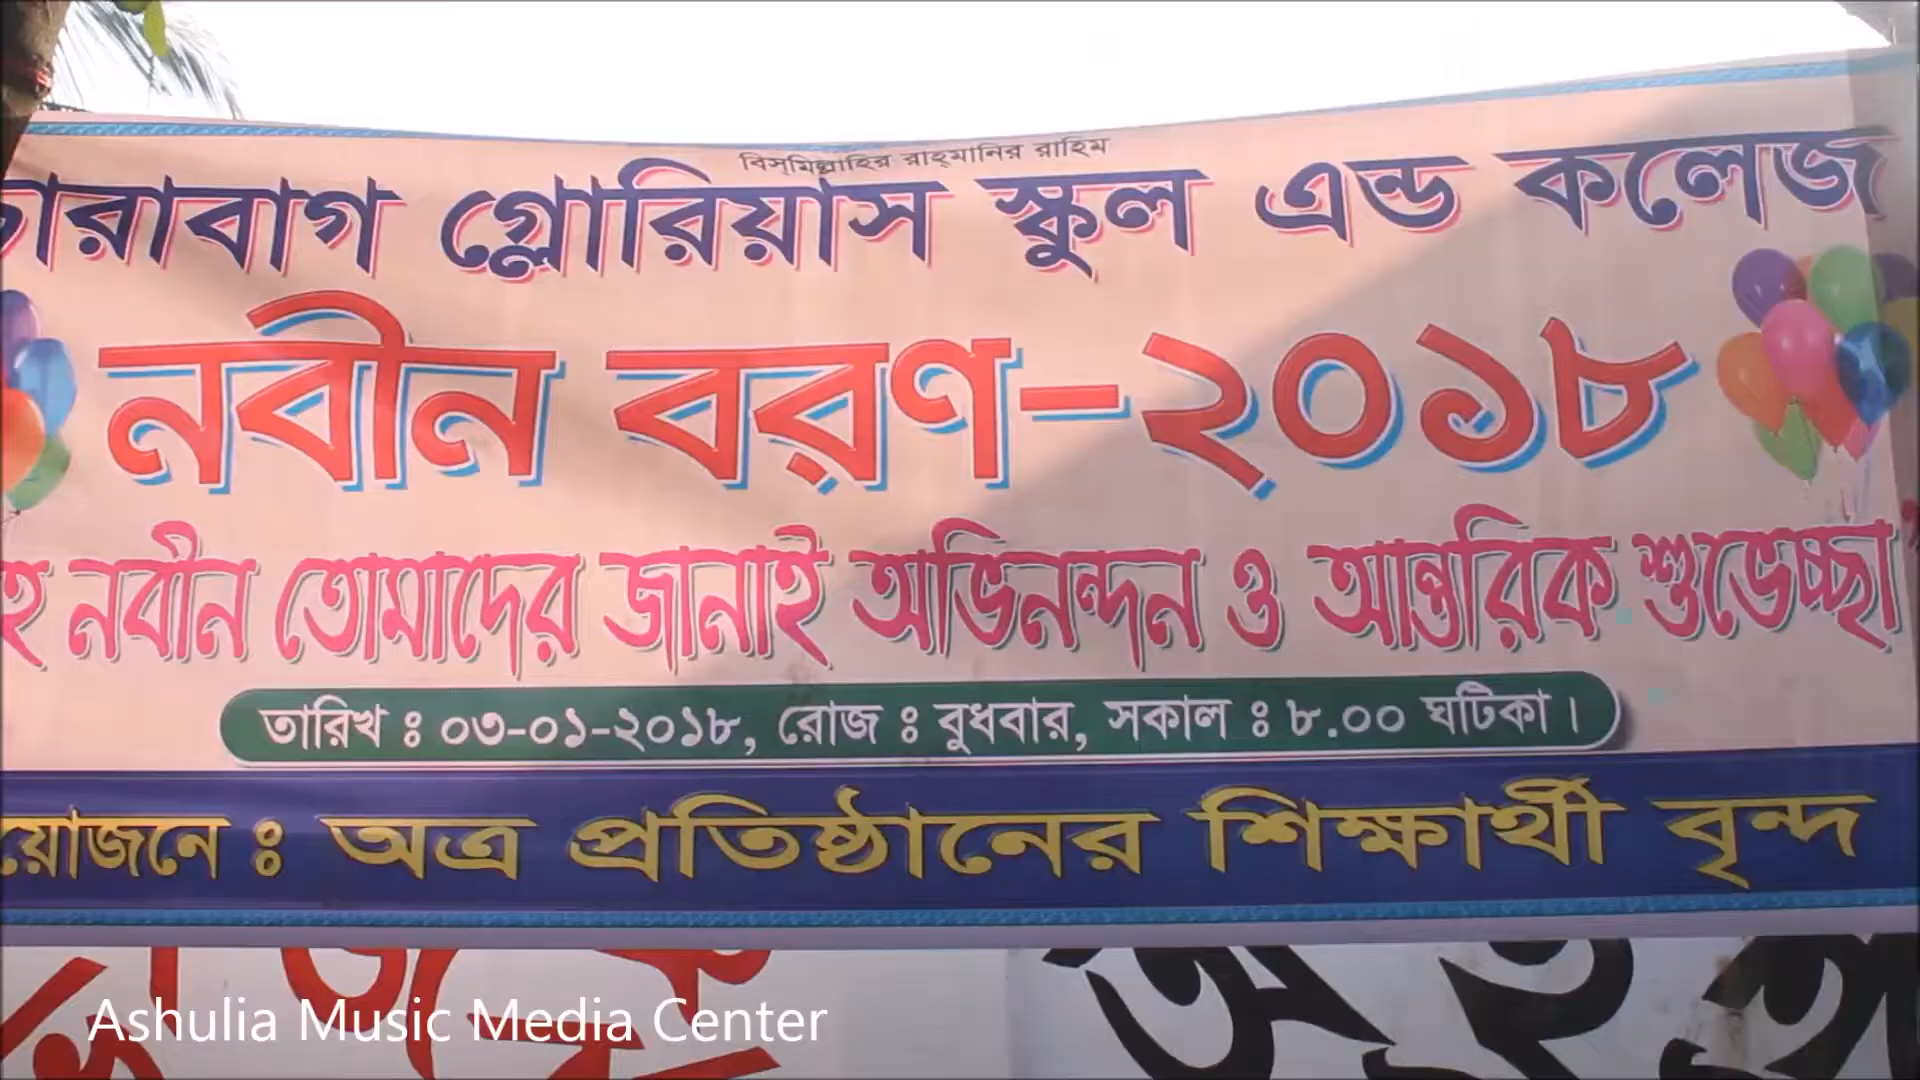 বিস্‌মিল্লাহির রাহ্‌মানির রাহিম
চারাবাগ গ্লোরিয়াস স্কুল এন্ড কলেজ
নবীন বরণ-২০১৮
হে নবীন তোমাদের জানাই অভিনন্দন ও আন্তরিক শুভেচ্ছা
তারিখ ঃ ০৩-০১-২০১৮, রোজ ঃ বুধবার, সকাল ঃ ৮.০০ ঘটিকা।
য়োজনে ঃ অত্র প্রতিষ্ঠানের শিক্ষার্থী বৃন্দ
Ashulia Music Media Center